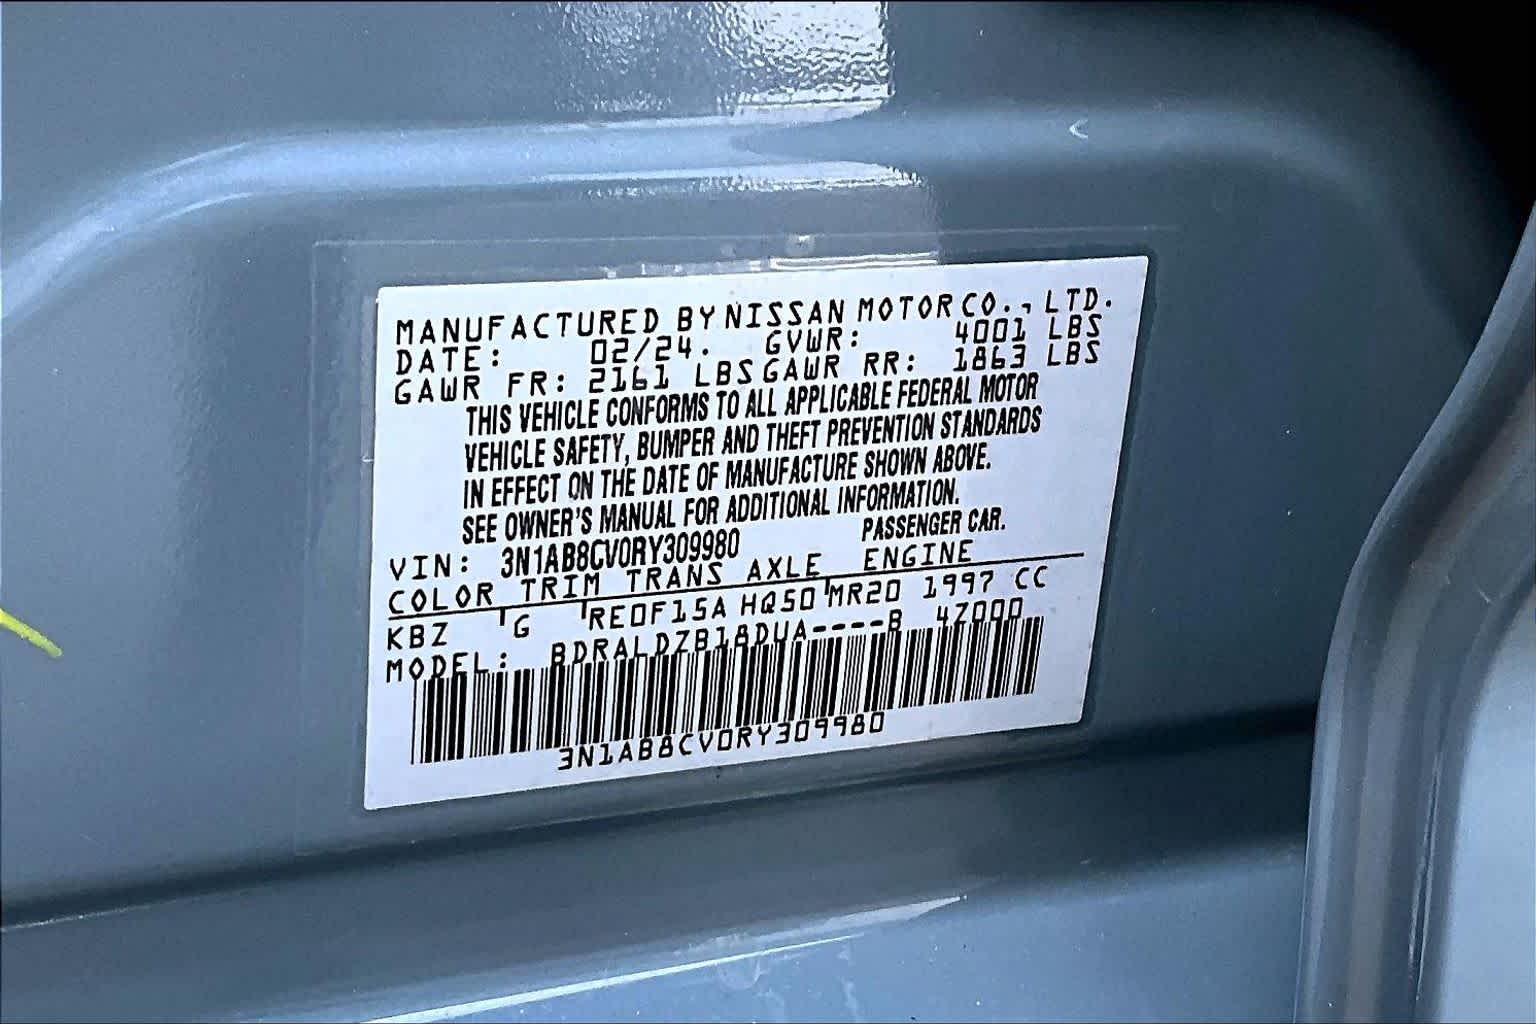 MANUFACTURED BY NISSAN MOTOR CO., LTD.
DATE: 02/24. GVWR: 4001 LBS
GAWR FR: 2161 LBS GAWR RR: 1863 LBS
THIS VEHICLE CONFORMS TO ALL APPLICABLE FEDERAL MOTOR
VEHICLE SAFETY, BUMPER AND THEFT PREVENTION STANDARDS
IN EFFECT ON THE DATE OF MANUFACTURE SHOWN ABOVE.
SEE OWNER'S MANUAL FOR ADDITIONAL INFORMATION.
VIN: 3N1AB8CV0RY309980 PASSENGER CAR.
COLOR TRIM TRANS AXLE ENGINE
KBZ G RE0F15A HQ50 MR20 1997 CC
MODEL: BDRALDZB18DUA----B 4Z000
3N1AB8CV0RY309980